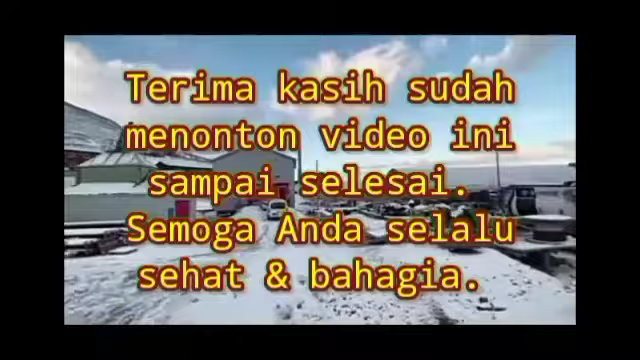 Terima kasih sudah
menonton video ini
sampai selesai.
Semoga Anda selalu
sehat & bahagia.